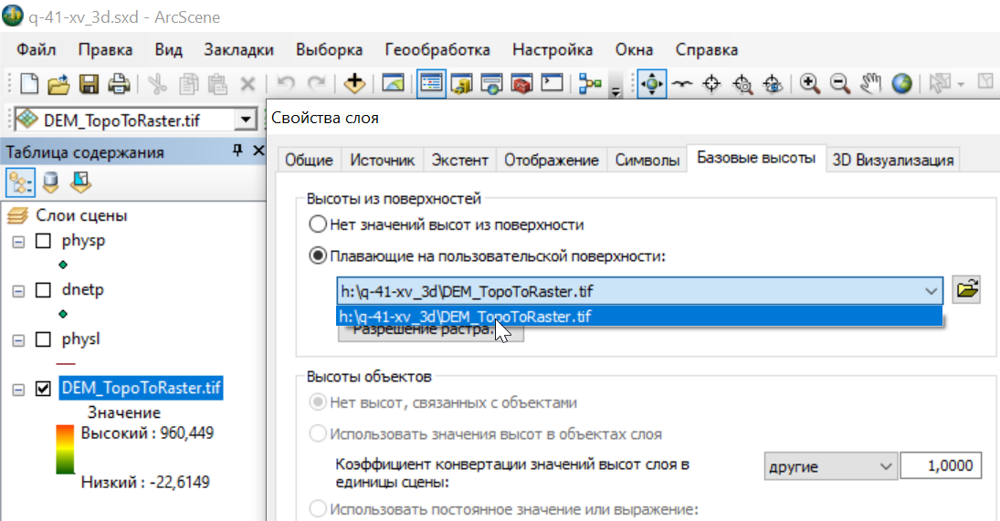 q-41-xv_3d.sxd - ArcScene
Файл Правка Вид Закладки Выборка Геообработка Настройка Окна Справка
DEM_TopoToRaster.tif
Таблица содержания
Слои сцены
physp
dnetp
physl
DEM_TopoToRaster.tif
Значение
Высокий : 960,449
Низкий : -22,6149
Свойства слоя
Общие Источник Экстент Отображение Символы Базовые высоты 3D Визуализация
Высоты из поверхностей
Нет значений высот из поверхности
Плавающие на пользовательской поверхности:
h:\q-41-xv_3d\DEM_TopoToRaster.tif
h:\q-41-xv_3d\DEM_TopoToRaster.tif
Разрешение растра..
Высоты объектов
Нет высот, связанных с объектами
Использовать значения высот в объектах слоя
Коэффициент конвертации значений высот слоя в
единицы сцены:
другие 1,0000
Использовать постоянное значение или выражение: